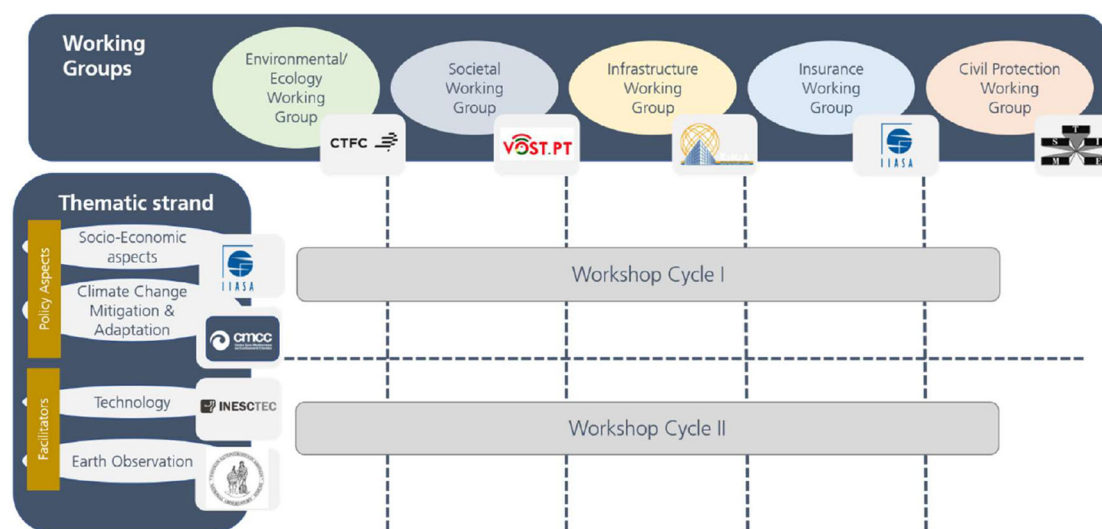 Working
Groups
Environmental/
Ecology
Working
Group
Societal
Working
Group
Infrastructure
Working
Group
Insurance
Working
Group
Civil Protection
Working
Group
CTFC
VOST.PT
IIASA
T
S I
M E
Thematic strand
Policy Aspects
Socio-Economic
aspects
IIASA
Climate Change
Mitigation &
Adaptation
cmcc
Workshop Cycle I
Facilitators
Technology
INESCTEC
Earth Observation
Workshop Cycle II